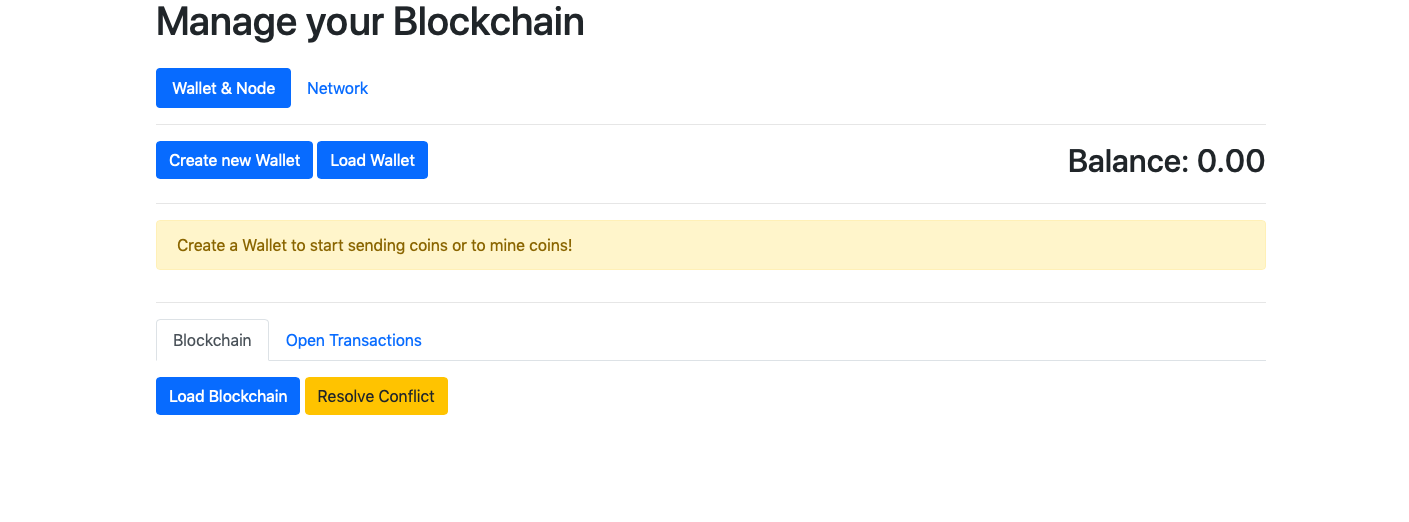 Manage your Blockchain
Wallet & Node Network
Create new Wallet Load Wallet Balance: 0.00
Create a Wallet to start sending coins or to mine coins!
Blockchain Open Transactions
Load Blockchain Resolve Conflict